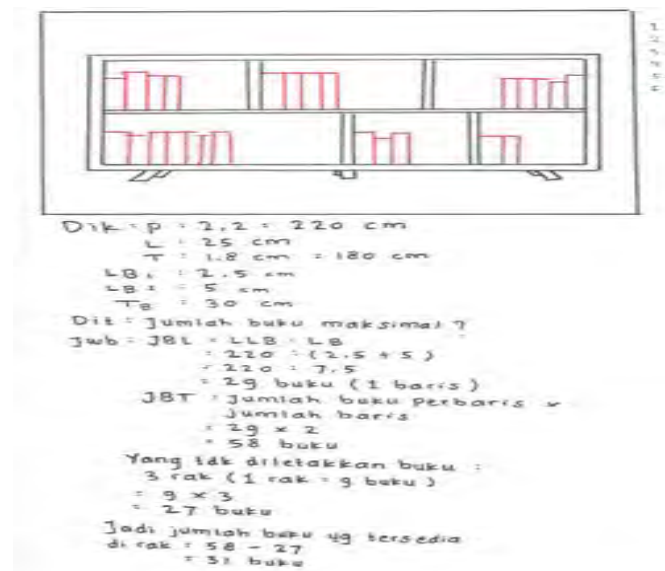 Dik : P : 2,2 = 220 cm
L : 25 cm
T : 1.8 cm = 180 cm
LB1 : 2.5 cm
LB2 = 5 cm
TB = 30 cm
Dit : Jumlah buku maksimal ?
Jwb : JBL = LLB : LB
= 220 : (2.5 + 5)
= 220 : 7.5
= 29 buku (1 baris)
JBT : Jumlah buku perbaris x
Jumlah baris
= 29 x 2
= 58 buku
Yang tdk diletakkan buku :
3 rak (1 rak = 9 buku)
= 9 x 3
= 27 buku
Jadi jumlah buku yg tersedia
di rak = 58 - 27
= 31 buku